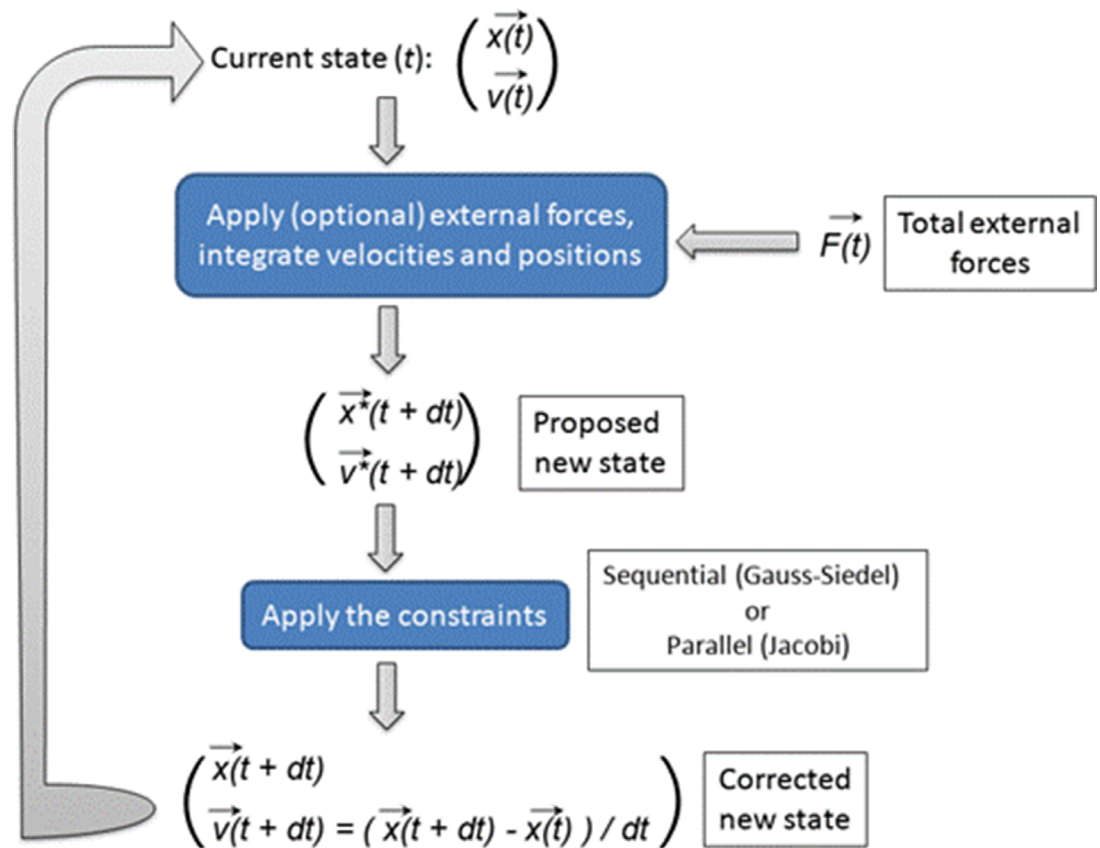 Current state (t): ( x(t)
v(t) )
Apply (optional) external forces,
integrate velocities and positions
F(t)
Total external
forces
( x*(t + dt)
v*(t + dt) )
Proposed
new state
Apply the constraints
Sequential (Gauss-Siedel)
or
Parallel (Jacobi)
( x(t + dt)
v(t + dt) = ( x(t + dt) - x(t) ) / dt )
Corrected
new state